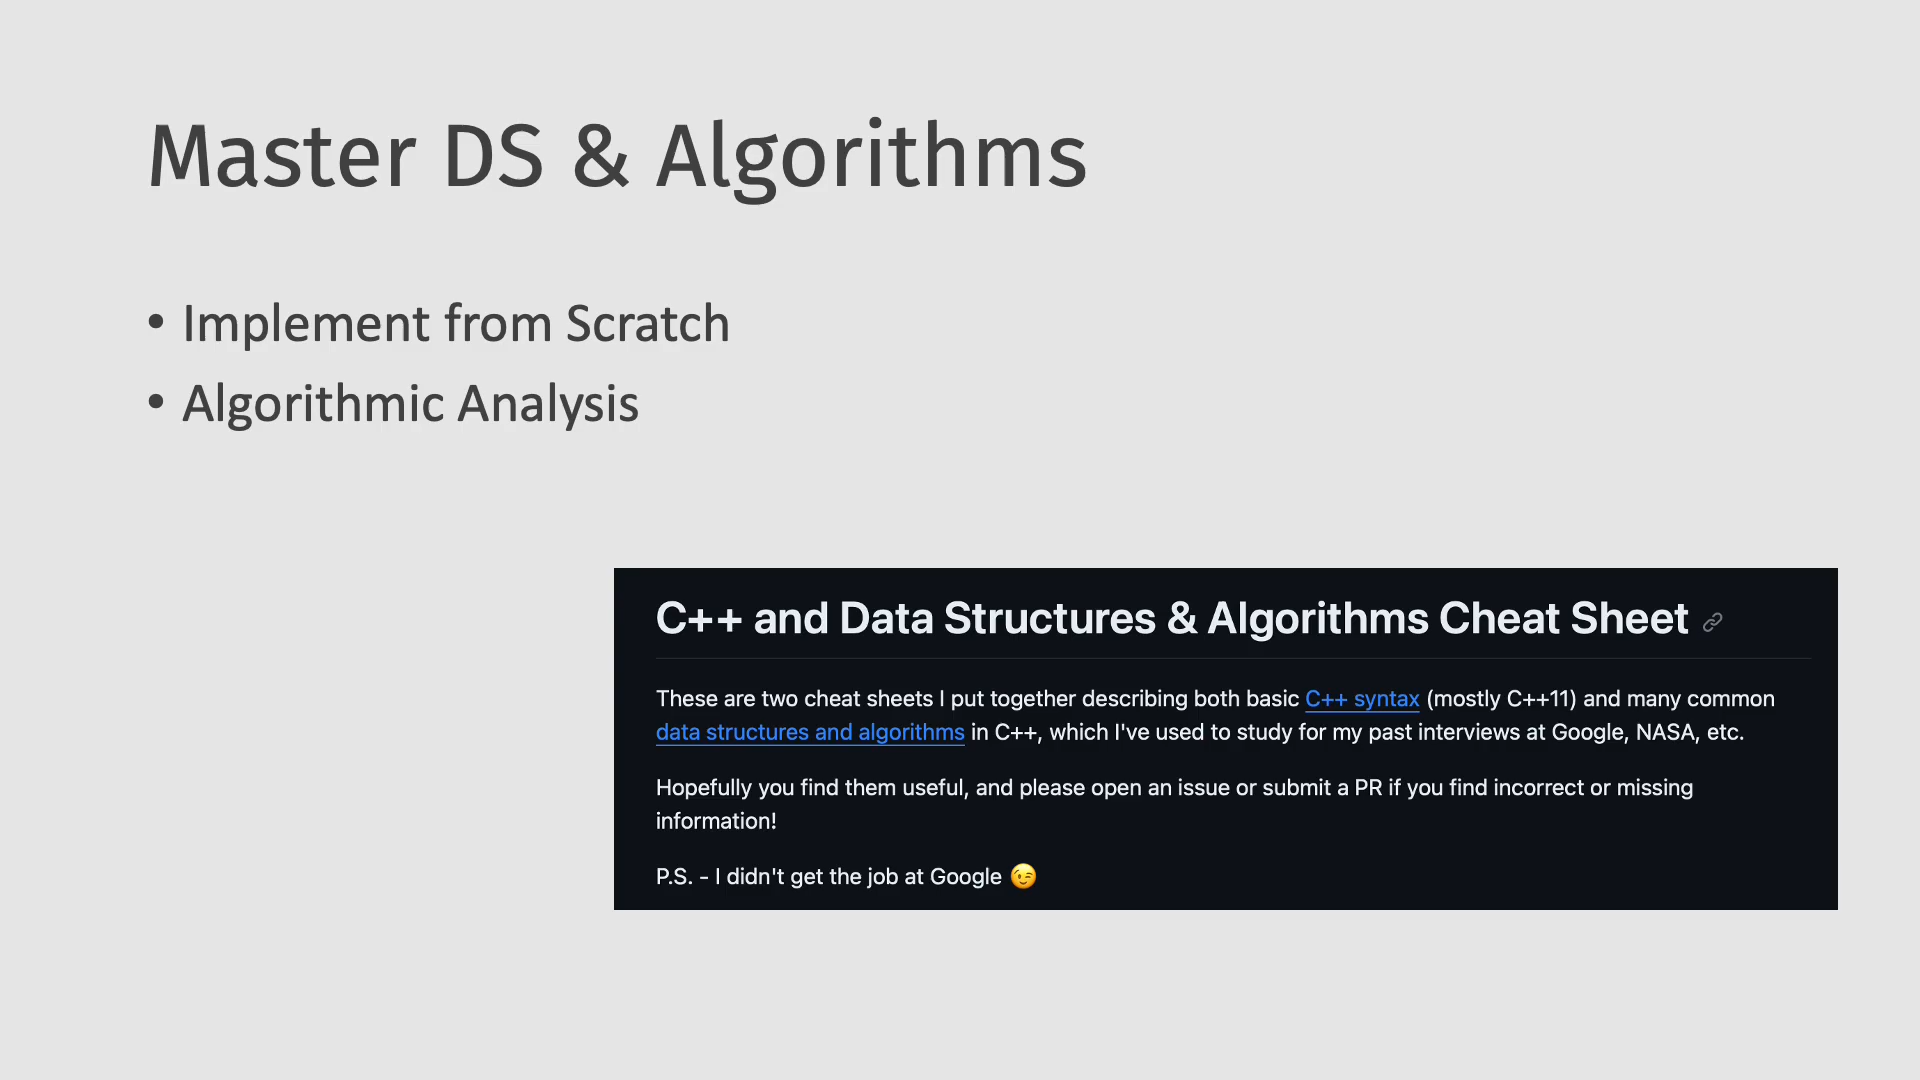 Master DS & Algorithms
• Implement from Scratch
• Algorithmic Analysis
C++ and Data Structures & Algorithms Cheat Sheet
These are two cheat sheets I put together describing both basic C++ syntax (mostly C++11) and many common
data structures and algorithms in C++, which I've used to study for my past interviews at Google, NASA, etc.
Hopefully you find them useful, and please open an issue or submit a PR if you find incorrect or missing
information!
P.S. - I didn't get the job at Google 😉